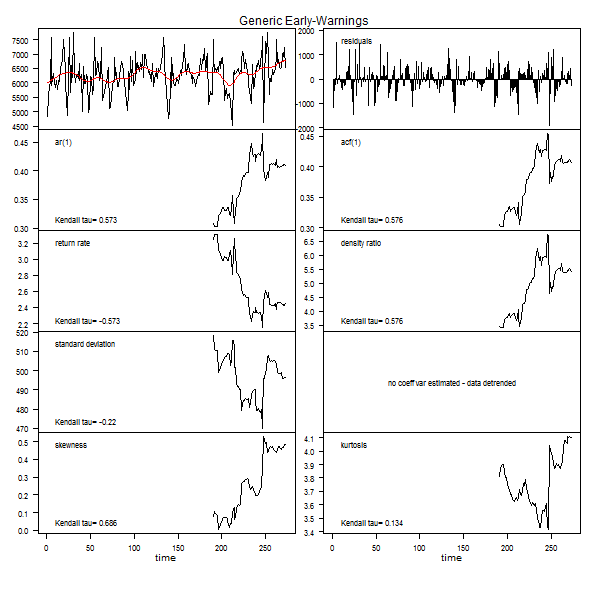 Generic Early-Warnings
7500
7000
6500
6000
5500
5000
4500
2000
1000
0
-1000
-2000
residuals
0.45
0.40
0.35
0.30
ar(1)
Kendall tau= 0.573
0.45
0.40
0.35
0.30
acf(1)
Kendall tau= 0.576
3.2
3.0
2.8
2.6
2.4
2.2
return rate
Kendall tau= -0.573
6.5
6.0
5.5
5.0
4.5
4.0
3.5
density ratio
Kendall tau= 0.576
520
510
500
490
480
470
standard deviation
Kendall tau= -0.22
no coeff var estimated - data detrended
0.5
0.4
0.3
0.2
0.1
0.0
skewness
Kendall tau= 0.686
0 50 100 150 200 250
time
4.1
4.0
3.9
3.8
3.7
3.6
3.5
3.4
kurtosis
Kendall tau= 0.134
0 50 100 150 200 250
time